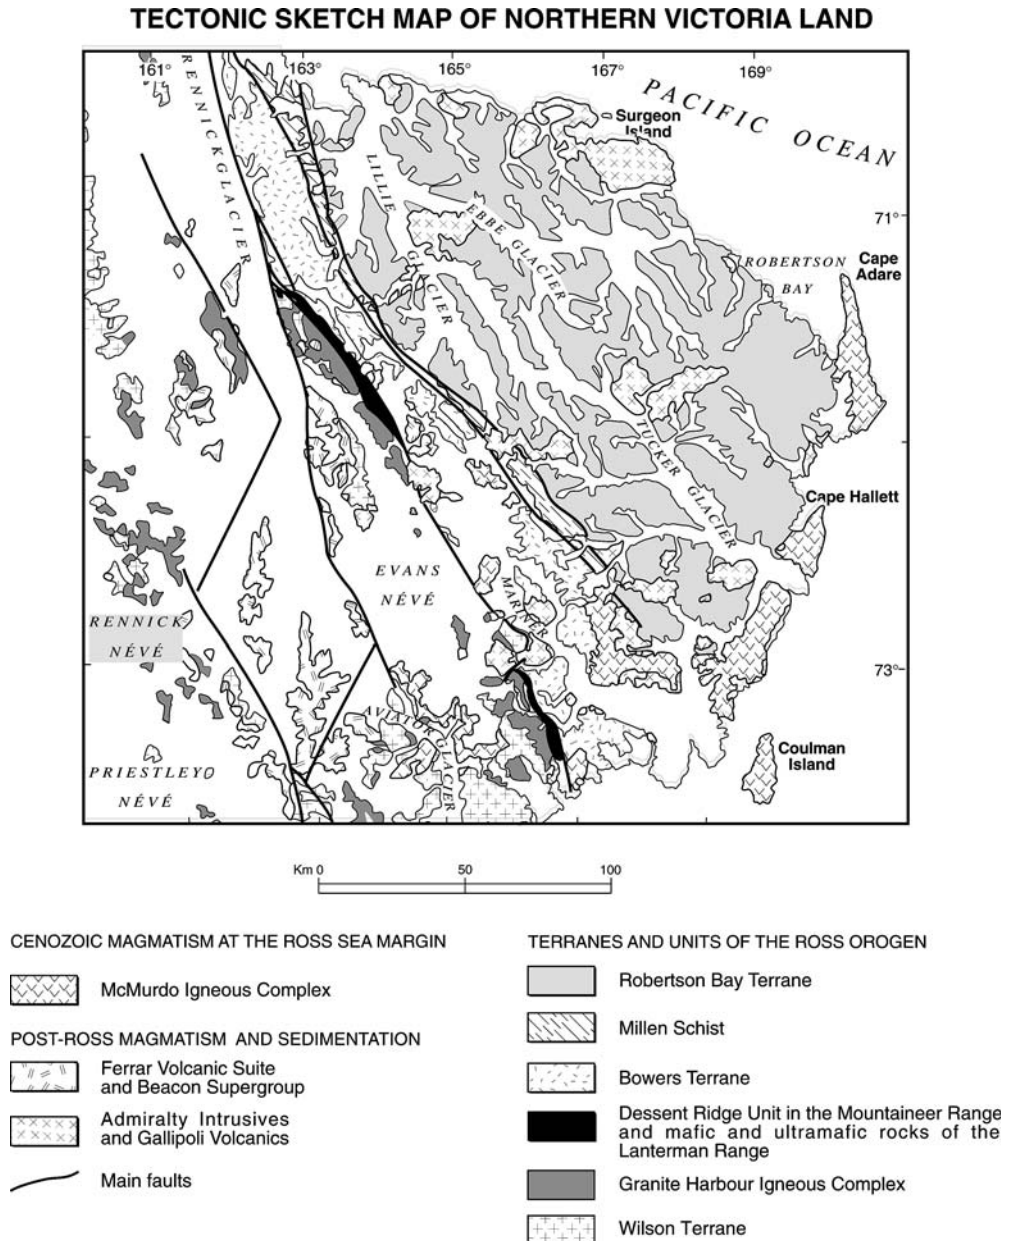 TECTONIC SKETCH MAP OF NORTHERN VICTORIA LAND
161°
163°
165°
167°
169°
RENNICK GLACIER
PACIFIC OCEAN
Surgeon
Island
LILLIE GLACIER
EBBE GLACIER
71°
ROBERTSON
BAY
Cape
Adare
TUCKER GLACIER
Cape Hallett
EVANS
NÉVÉ
MARINER
RENNICK
NÉVÉ
73°
AVIATOR GLACIER
PRIESTLEY
NÉVÉ
Coulman
Island
Km 0 50 100
CENOZOIC MAGMATISM AT THE ROSS SEA MARGIN
McMurdo Igneous Complex
POST-ROSS MAGMATISM AND SEDIMENTATION
Ferrar Volcanic Suite
and Beacon Supergroup
Admiralty Intrusives
and Gallipoli Volcanics
Main faults
TERRANES AND UNITS OF THE ROSS OROGEN
Robertson Bay Terrane
Millen Schist
Bowers Terrane
Dessent Ridge Unit in the Mountaineer Range
and mafic and ultramafic rocks of the
Lanterman Range
Granite Harbour Igneous Complex
Wilson Terrane